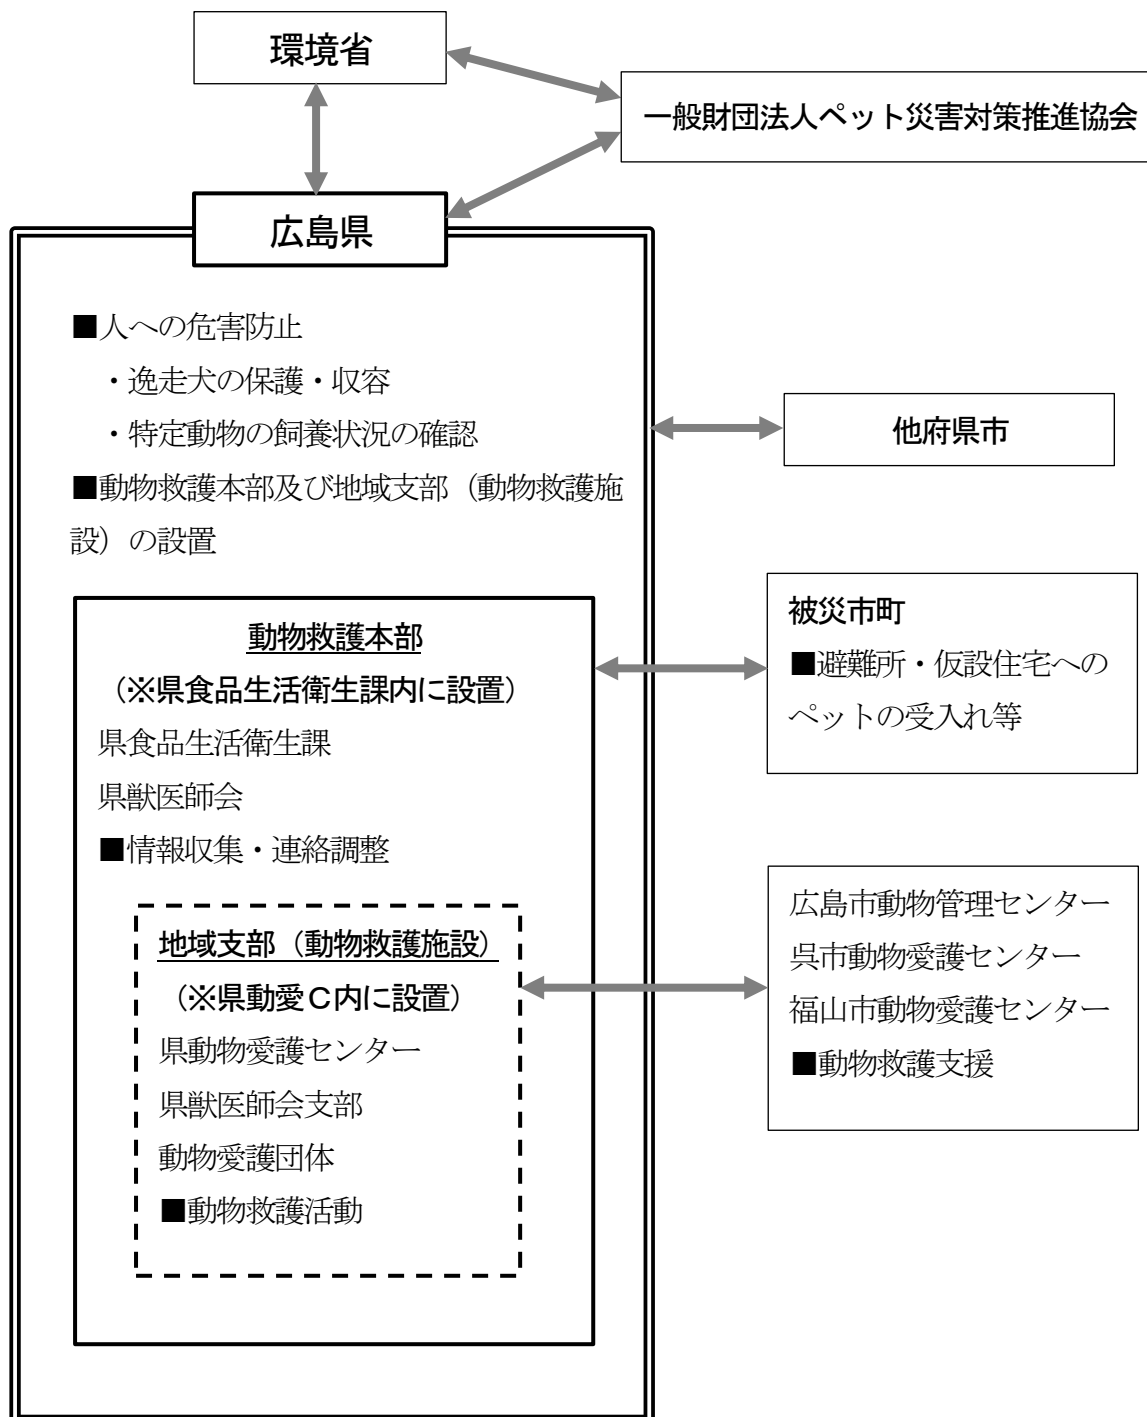 環境省
一般財団法人ペット災害対策推進協会
広島県
■人への危害防止
・逸走犬の保護・収容
・特定動物の飼養状況の確認
■動物救護本部及び地域支部（動物救護施
設）の設置
他府県市
動物救護本部
（※県食品生活衛生課内に設置）
県食品生活衛生課
県獣医師会
■情報収集・連絡調整
被災市町
■避難所・仮設住宅への
ペットの受入れ等
地域支部（動物救護施設）
（※県動愛Ｃ内に設置）
県動物愛護センター
県獣医師会支部
動物愛護団体
■動物救護活動
広島市動物管理センター
呉市動物愛護センター
福山市動物愛護センター
■動物救護支援